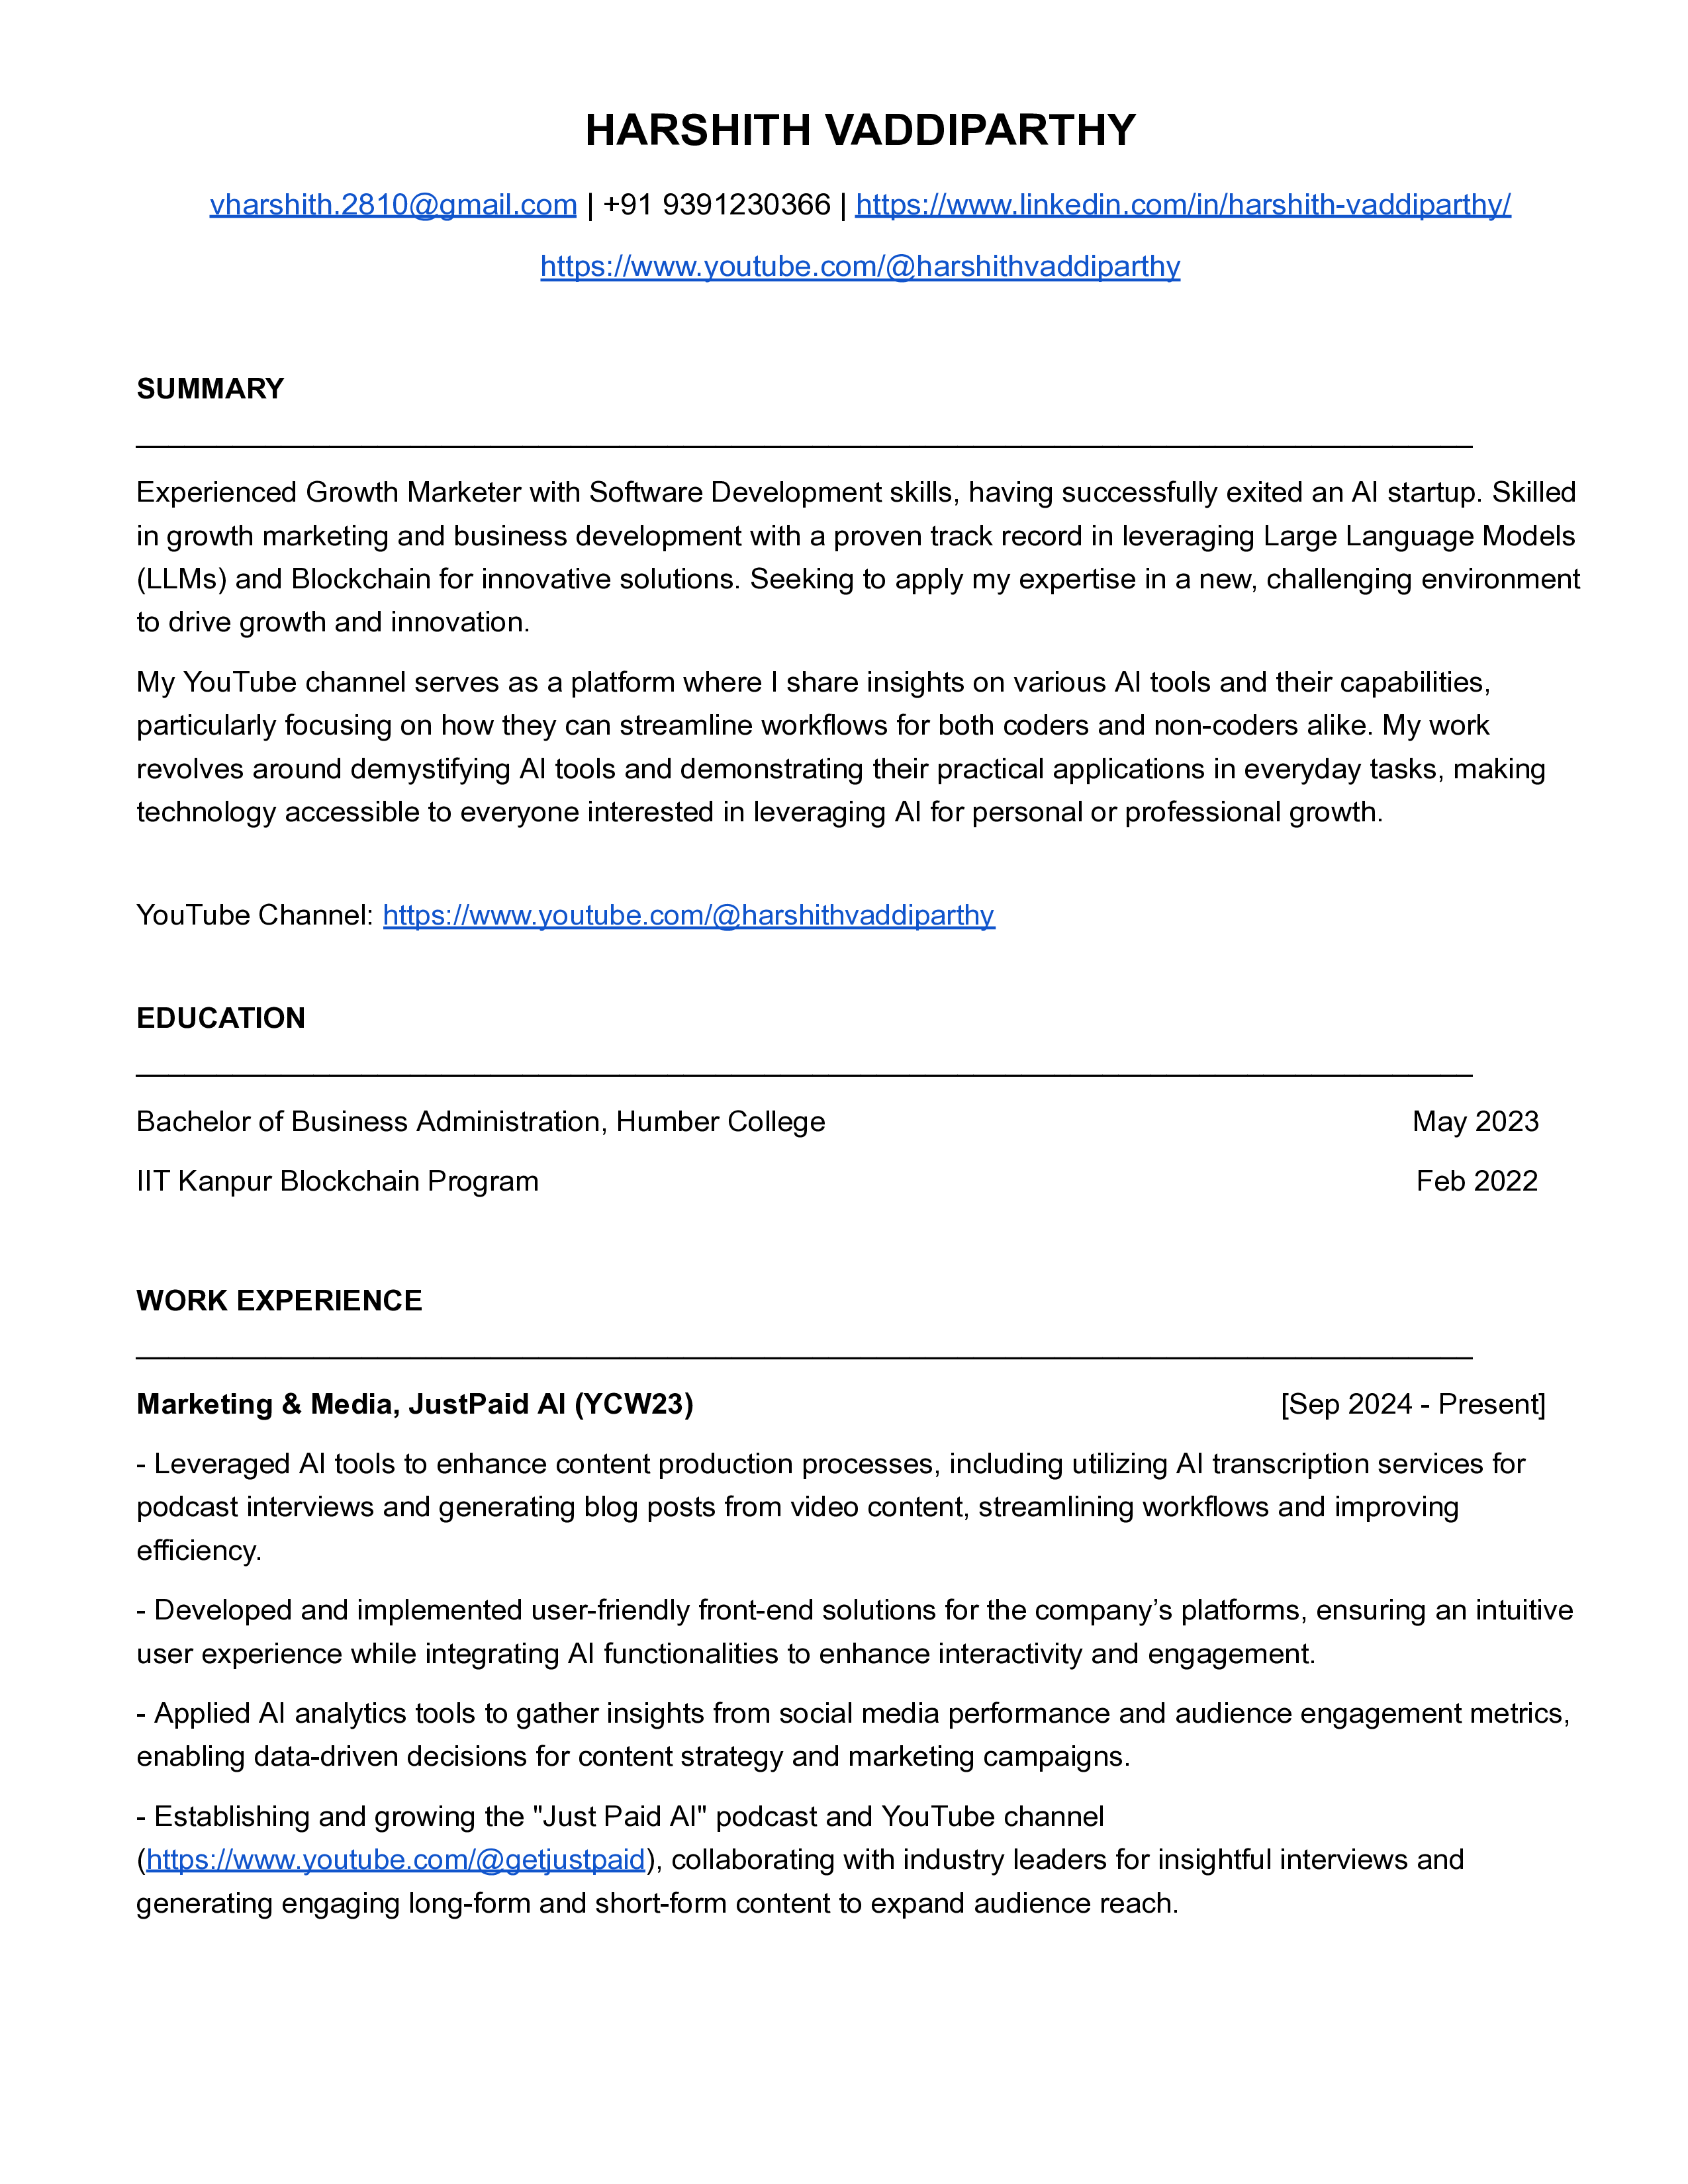 HARSHITH VADDIPARTHY
vharshith.2810@gmail.com | +91 9391230366 | https://www.linkedin.com/in/harshith-vaddiparthy/
https://www.youtube.com/@harshithvaddiparthy
SUMMARY
Experienced Growth Marketer with Software Development skills, having successfully exited an AI startup. Skilled
in growth marketing and business development with a proven track record in leveraging Large Language Models
(LLMs) and Blockchain for innovative solutions. Seeking to apply my expertise in a new, challenging environment
to drive growth and innovation.
My YouTube channel serves as a platform where I share insights on various AI tools and their capabilities,
particularly focusing on how they can streamline workflows for both coders and non-coders alike. My work
revolves around demystifying AI tools and demonstrating their practical applications in everyday tasks, making
technology accessible to everyone interested in leveraging AI for personal or professional growth.
YouTube Channel: https://www.youtube.com/@harshithvaddiparthy
EDUCATION
Bachelor of Business Administration, Humber College May 2023
IIT Kanpur Blockchain Program Feb 2022
WORK EXPERIENCE
Marketing & Media, JustPaid AI (YCW23) [Sep 2024 - Present]
- Leveraged AI tools to enhance content production processes, including utilizing AI transcription services for
podcast interviews and generating blog posts from video content, streamlining workflows and improving
efficiency.
- Developed and implemented user-friendly front-end solutions for the company’s platforms, ensuring an intuitive
user experience while integrating AI functionalities to enhance interactivity and engagement.
- Applied AI analytics tools to gather insights from social media performance and audience engagement metrics,
enabling data-driven decisions for content strategy and marketing campaigns.
- Establishing and growing the "Just Paid AI" podcast and YouTube channel
(https://www.youtube.com/@getjustpaid), collaborating with industry leaders for insightful interviews and
generating engaging long-form and short-form content to expand audience reach.